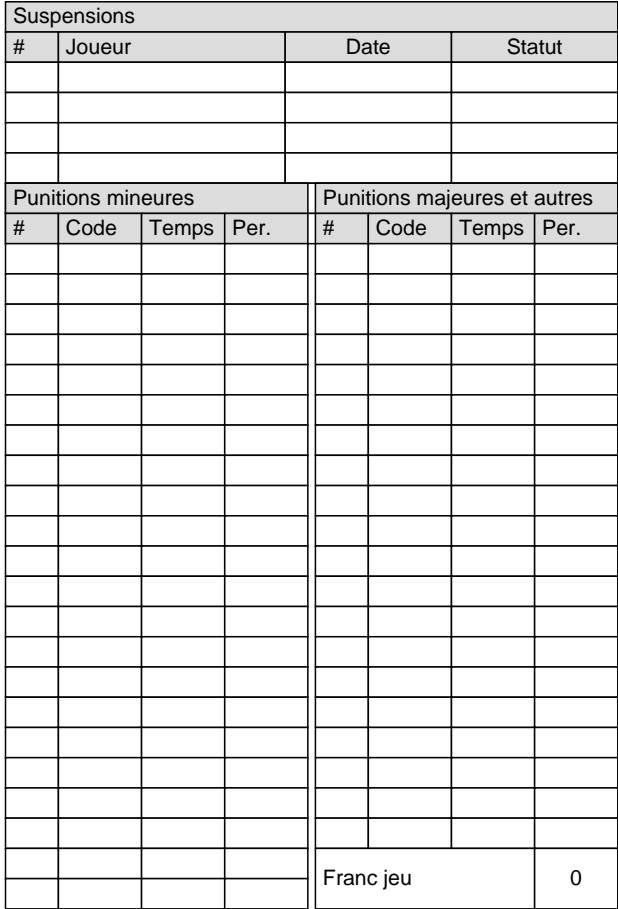 Suspensions
# Joueur Date Statut
Punitions mineures Punitions majeures et autres
# Code Temps Per. # Code Temps Per.
Franc jeu 0